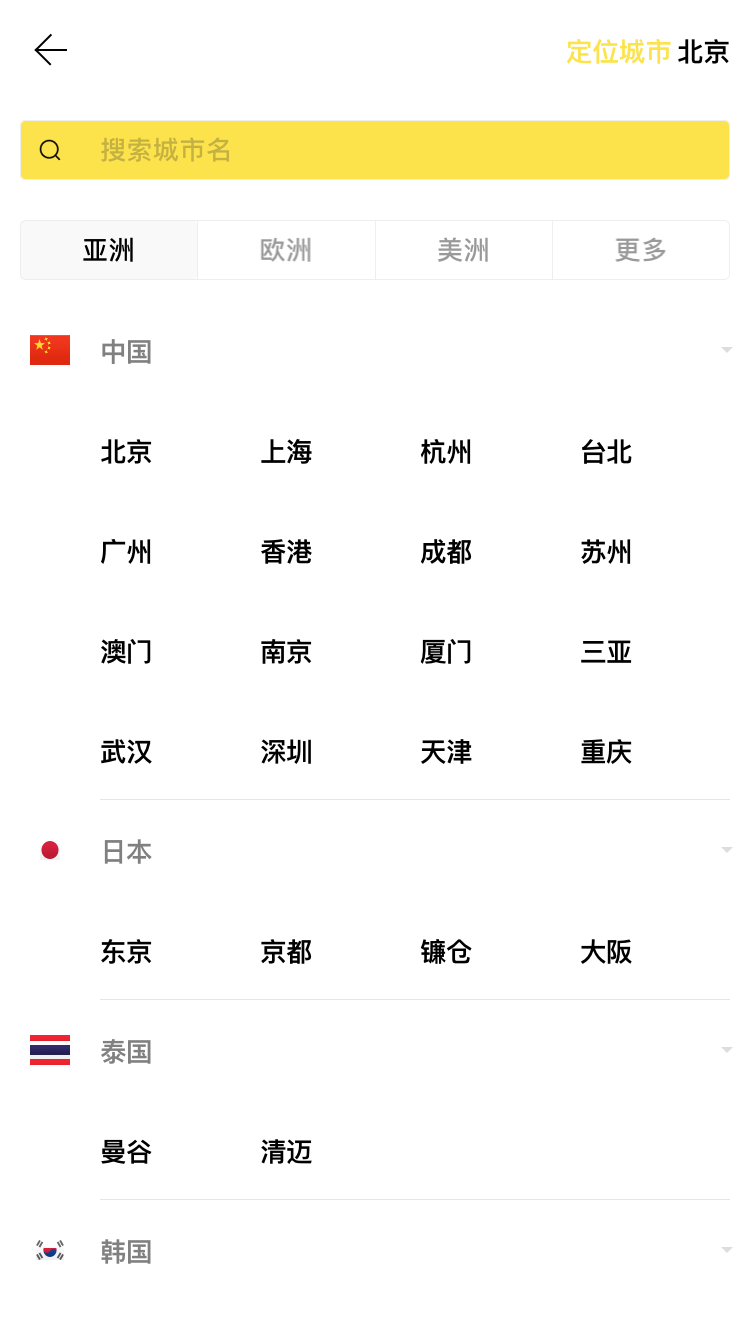 定位城市 北京
搜索城市名
亚洲 欧洲 美洲 更多
中国
北京 上海 杭州 台北
广州 香港 成都 苏州
澳门 南京 厦门 三亚
武汉 深圳 天津 重庆
日本
东京 京都 镰仓 大阪
泰国
曼谷 清迈
韩国